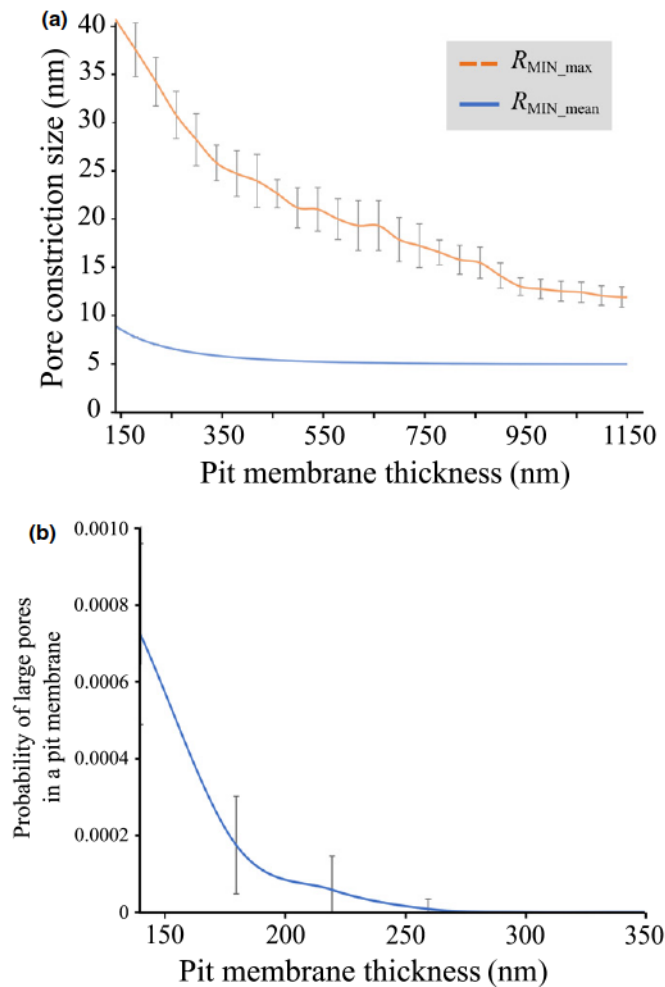 (a)
Pore constriction size (nm)
40
35
30
25
20
15
10
5
0
R_MIN_max
R_MIN_mean
150 350 550 750 950 1150
Pit membrane thickness (nm)
(b)
Probability of large pores
in a pit membrane
0.0010
0.0008
0.0006
0.0004
0.0002
0
150 200 250 300 350
Pit membrane thickness (nm)